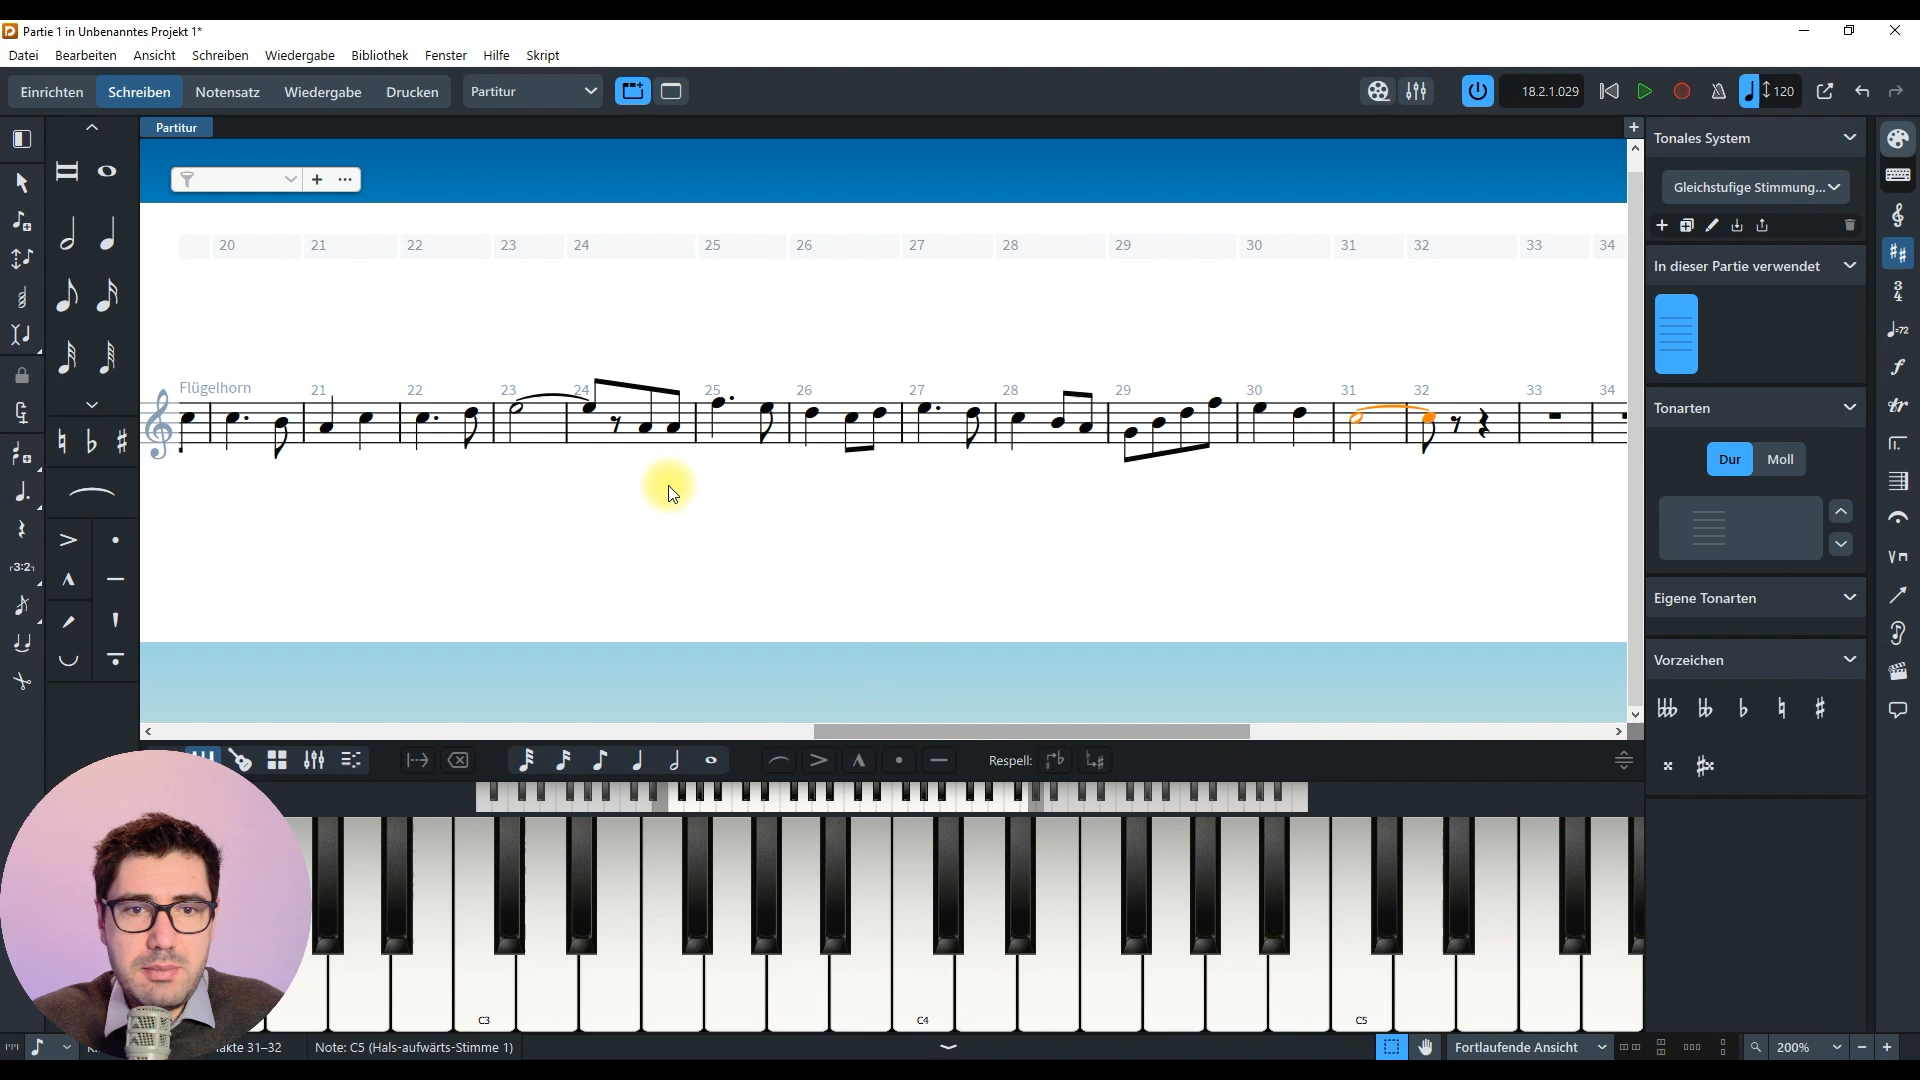 Partie 1 in Unbenanntes Projekt 1*
Datei Bearbeiten Ansicht Schreiben Wiedergabe Bibliothek Fenster Hilfe Skript
Einrichten Schreiben Notensatz Wiedergabe Drucken Partitur 18.2.1.029 120
Partitur
Tonales System
Gleichstufige Stimmung...
20 21 22 23 24 25 26 27 28 29 30 31 32 33 34
In dieser Partie verwendet
=72
Flügelhorn 21 22 23 24 25 26 27 28 29 30 31 32 33 34
Tonarten
Dur Moll
3:2
Eigene Tonarten
Vorzeichen
Respell:
C3 C4 C5
akte 31–32 Note: C5 (Hals-aufwärts-Stimme 1) Fortlaufende Ansicht 200%